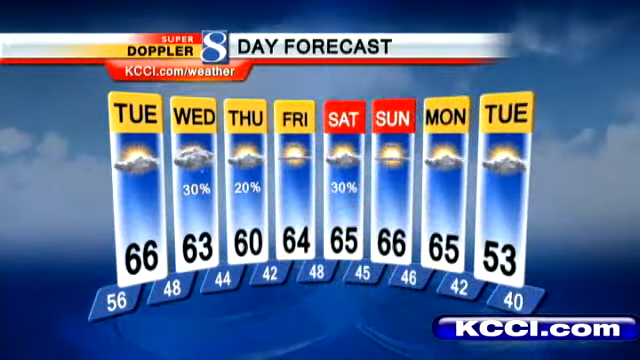 SUPER
DOPPLER 8 DAY FORECAST
KCCI.com/weather
TUE WED THU FRI SAT SUN MON TUE
30% 20% 30%
66 63 60 64 65 66 65 53
56 48 44 42 48 45 46 42 40
KCCI.com